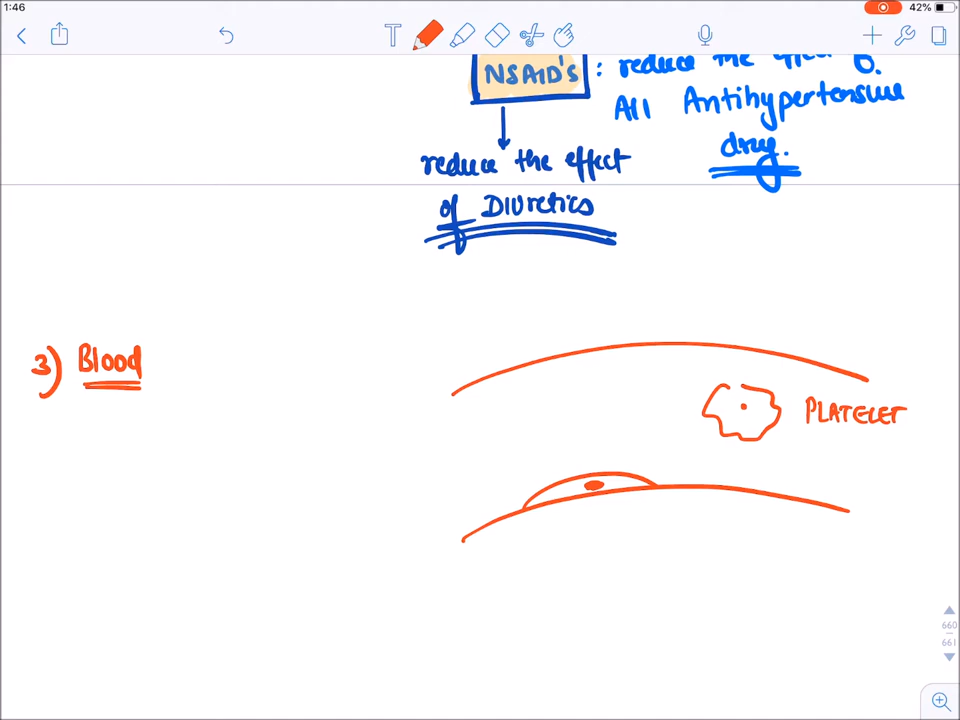 1:46
42%
T
NSAID's : reduce the effect
All Antihypertensive
drug.
reduce the effect
of Diuretics
3) Blood
PLATELET
660
661